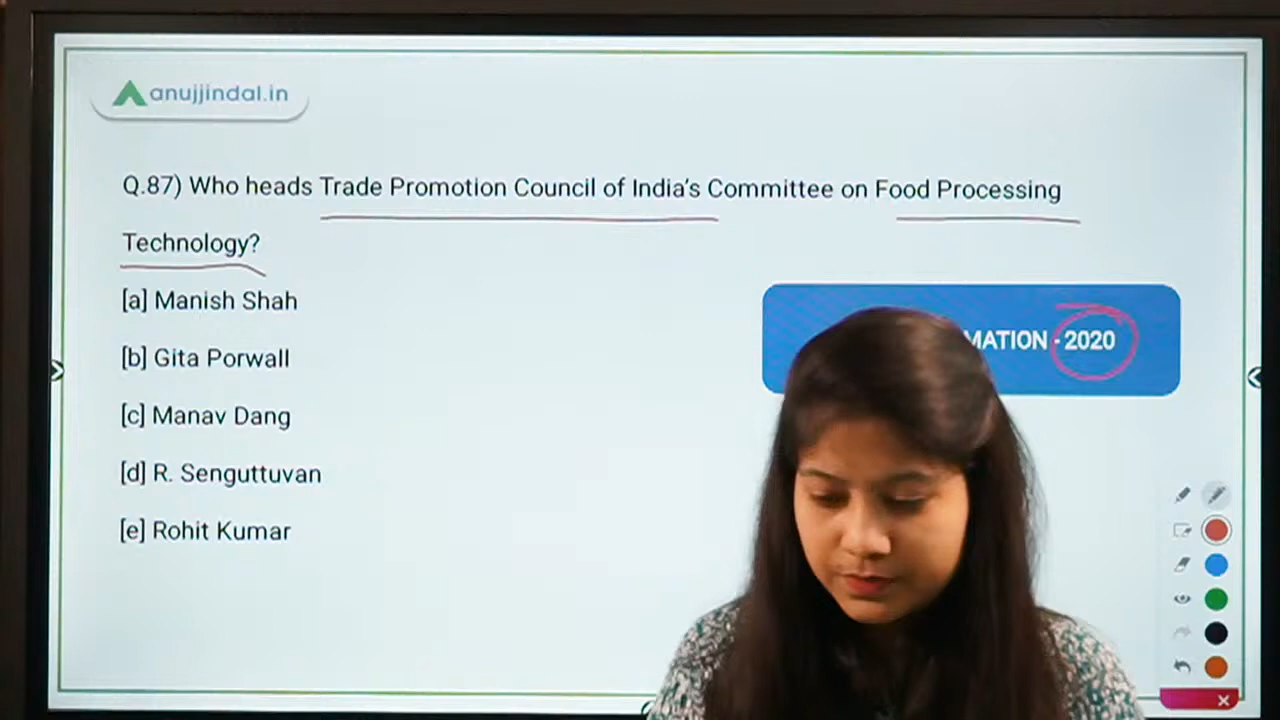 anujjindal.in
Q.87) Who heads Trade Promotion Council of India's Committee on Food Processing
Technology?
[a] Manish Shah
[b] Gita Porwall
[c] Manav Dang
[d] R. Senguttuvan
[e] Rohit Kumar
- 2020